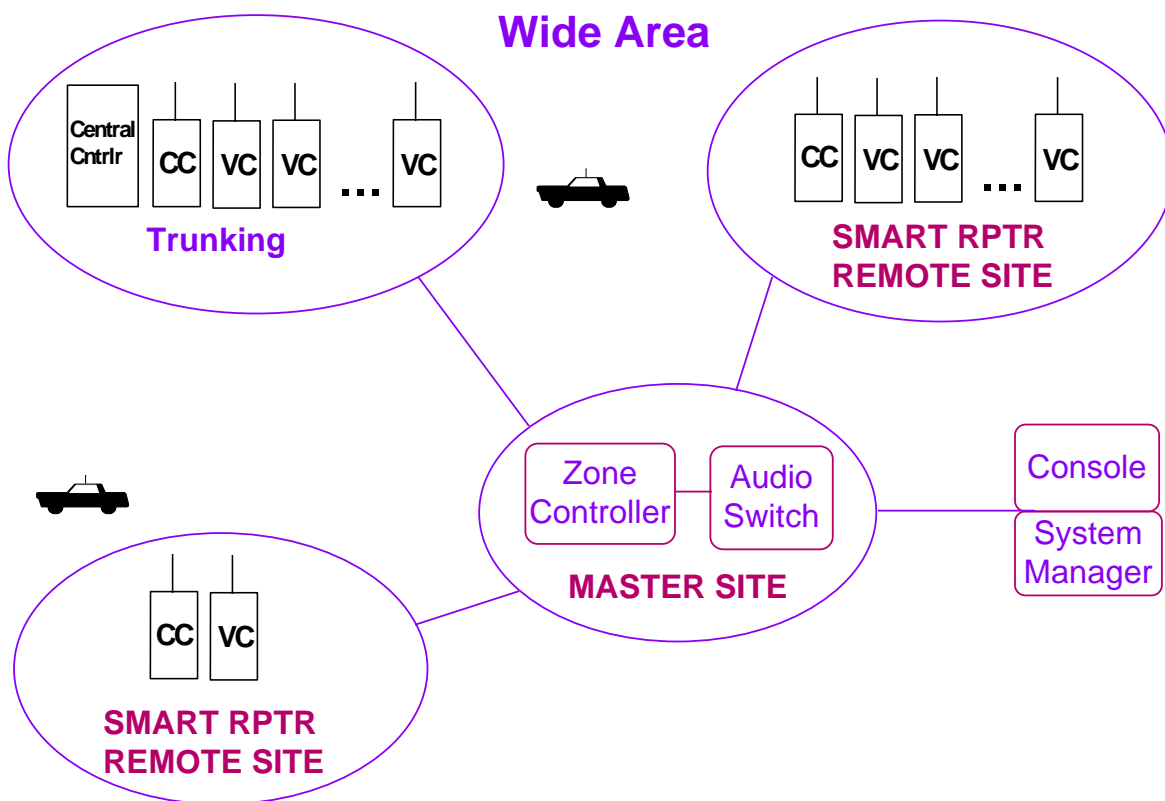 Wide Area
Central
Cntrlr
CC
VC
VC
...
VC
Trunking
CC
VC
VC
...
VC
SMART RPTR
REMOTE SITE
Zone
Controller
Audio
Switch
MASTER SITE
Console
System
Manager
CC
VC
SMART RPTR
REMOTE SITE